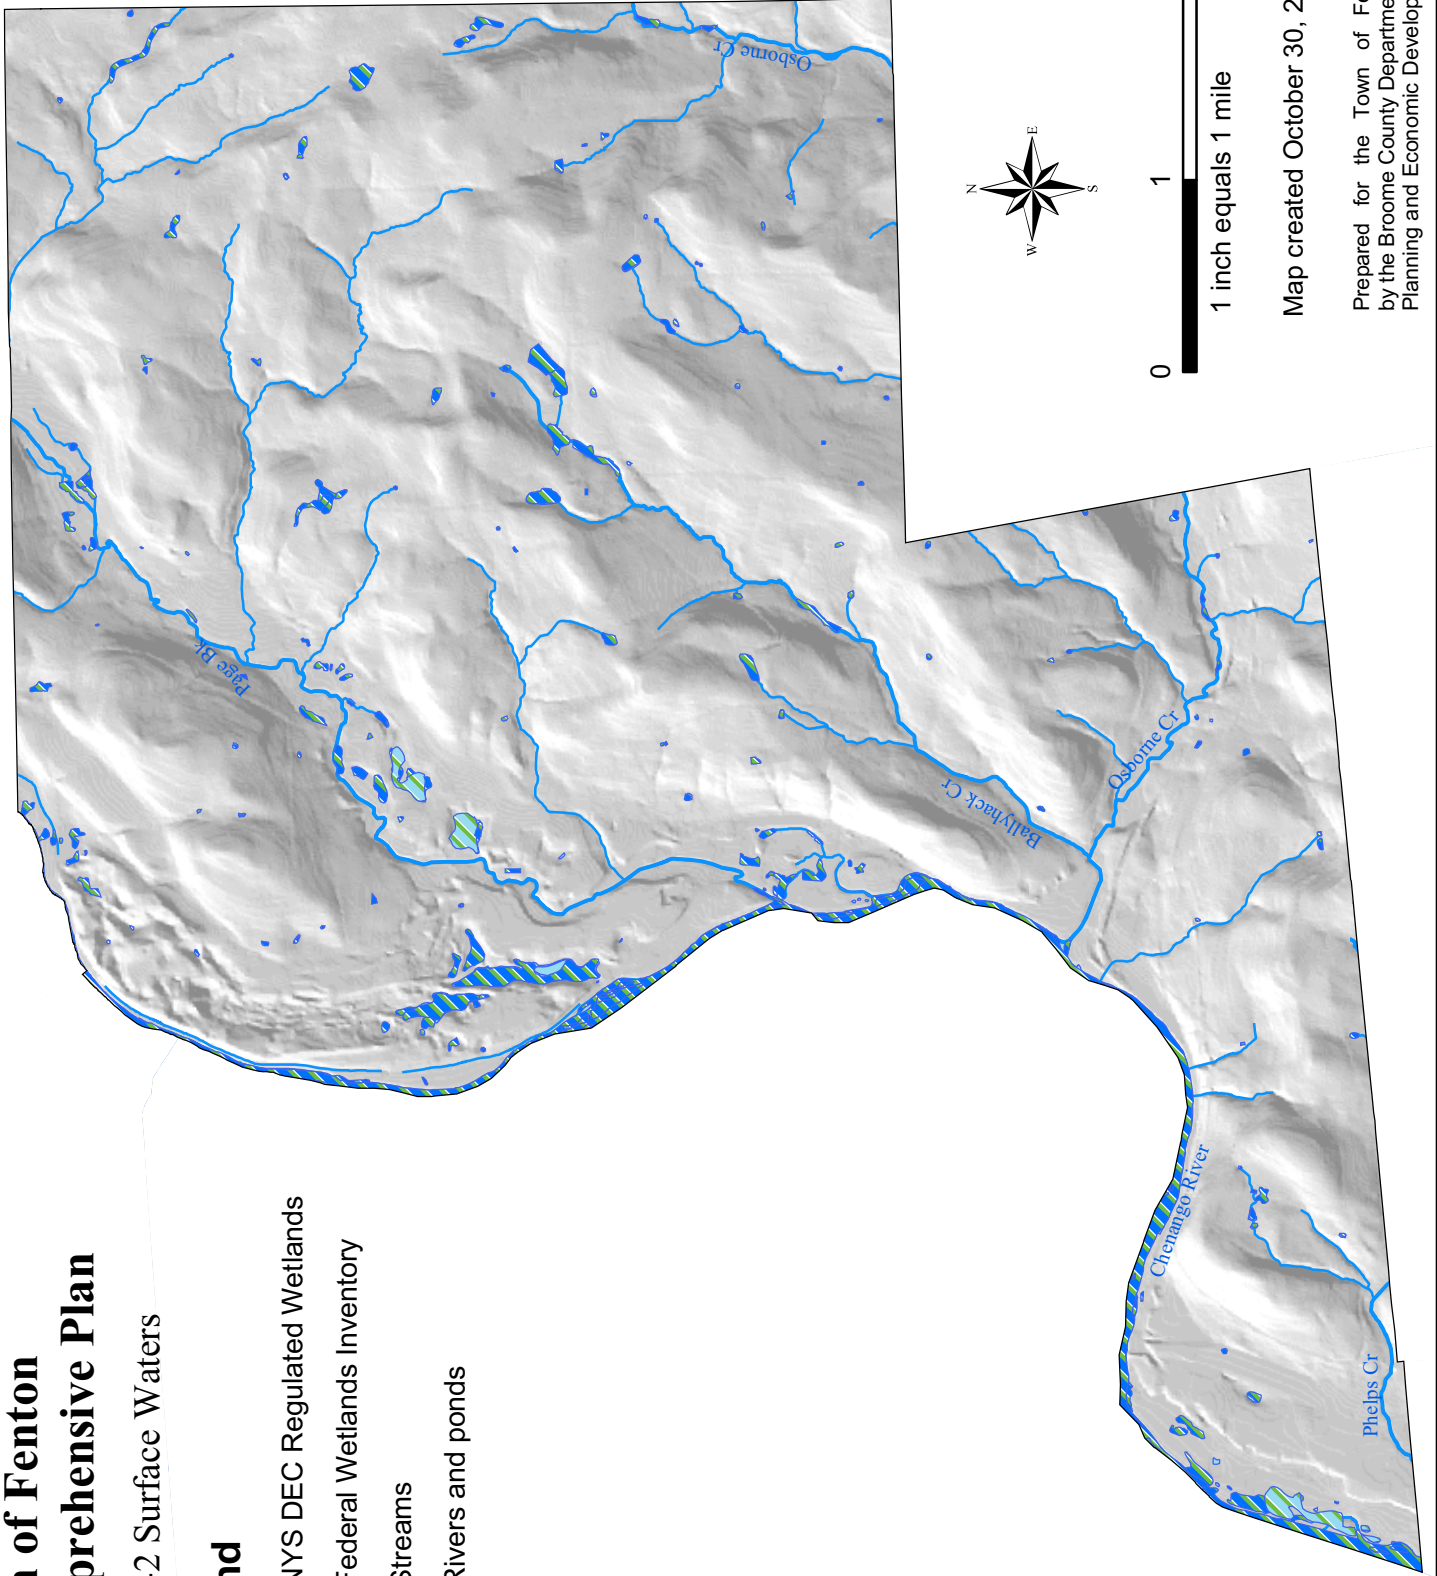 of Fenton
prehensive Plan
-2 Surface Waters
NYS DEC Regulated Wetlands
Federal Wetlands Inventory
Streams
Rivers and ponds
Osborne Cr
Page Bk
Ballyhack Cr
Osborne Cr
Chenango River
Phelps Cr
N
W
E
S
0
1
1 inch equals 1 mile
Map created October 30, 2
Prepared for the Town of Fe
by the Broome County Departme
Planning and Economic Develop